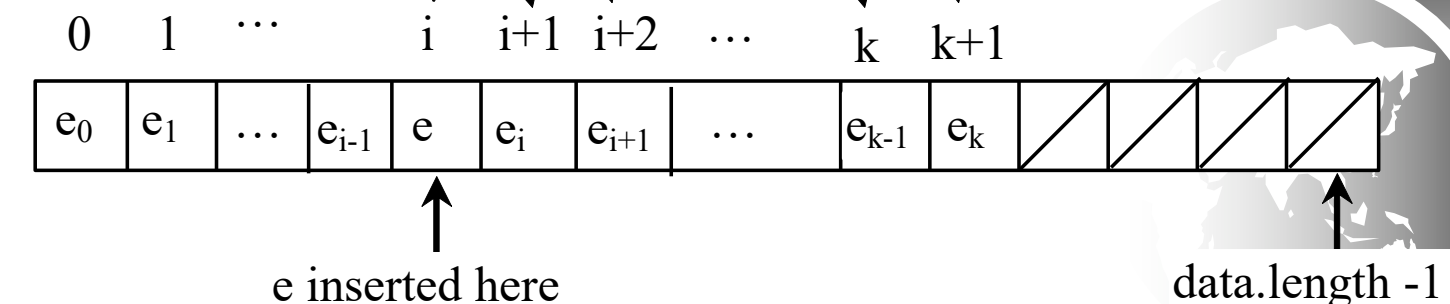 0 1 … i i+1 i+2 … k k+1
e₀ e₁ … eᵢ₋₁ e eᵢ eᵢ₊₁ … eₖ₋₁ eₖ
e inserted here data.length -1